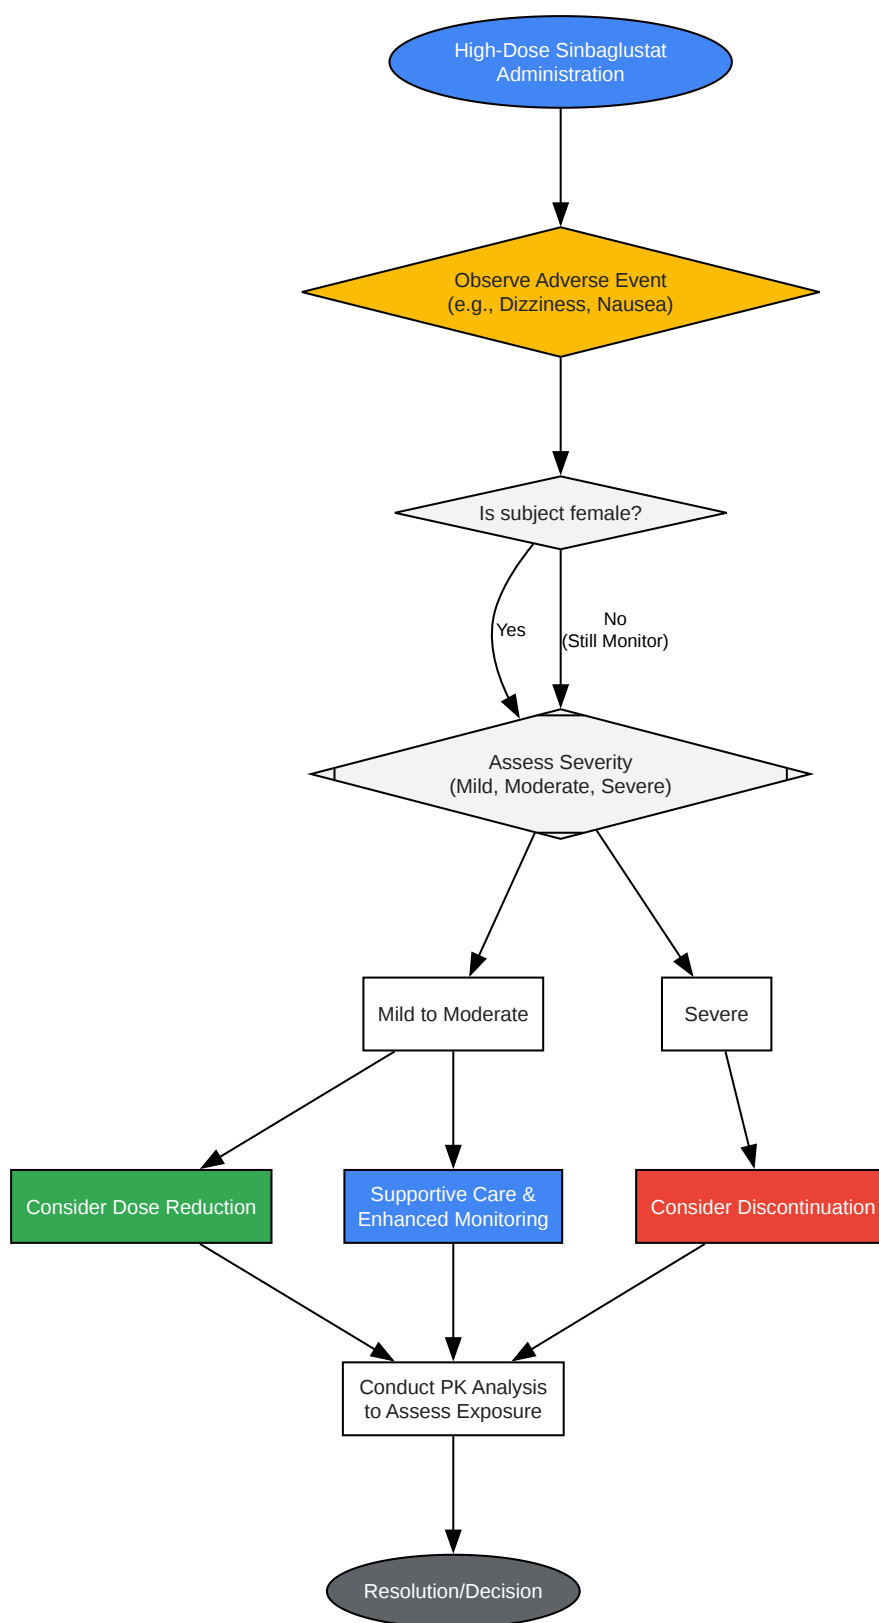 High-Dose Sinbaglustat
Administration
Observe Adverse Event
(e.g., Dizziness, Nausea)
Is subject female?
Yes
No
(Still Monitor)
Assess Severity
(Mild, Moderate, Severe)
Mild to Moderate
Severe
Consider Dose Reduction
Supportive Care &
Enhanced Monitoring
Consider Discontinuation
Conduct PK Analysis
to Assess Exposure
Resolution/Decision